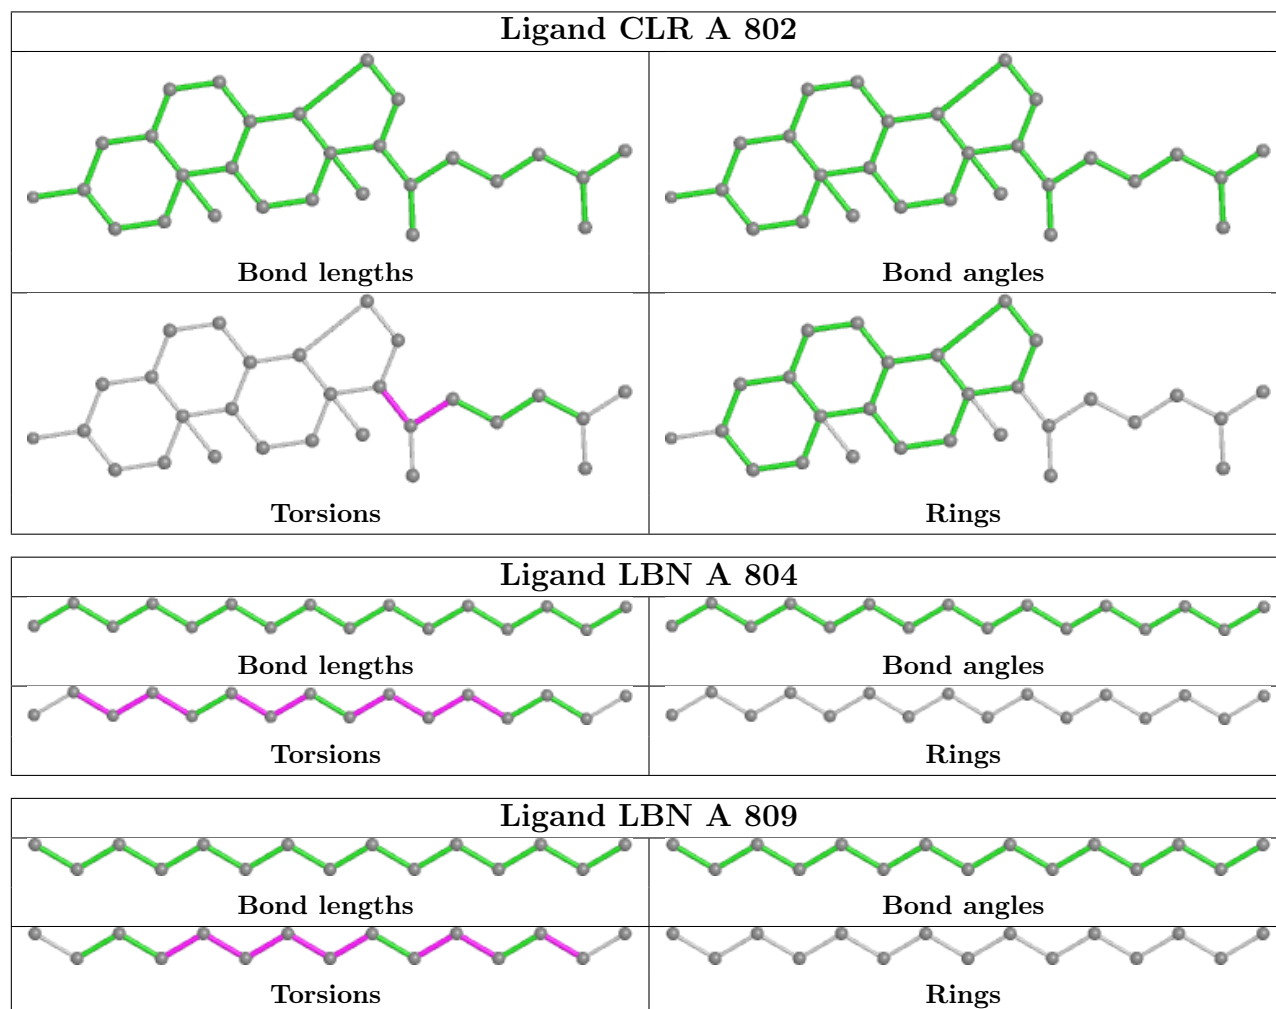 Ligand CLR A 802
Bond lengths
Bond angles
Torsions
Rings
Ligand LBN A 804
Bond lengths
Bond angles
Torsions
Rings
Ligand LBN A 809
Bond lengths
Bond angles
Torsions
Rings